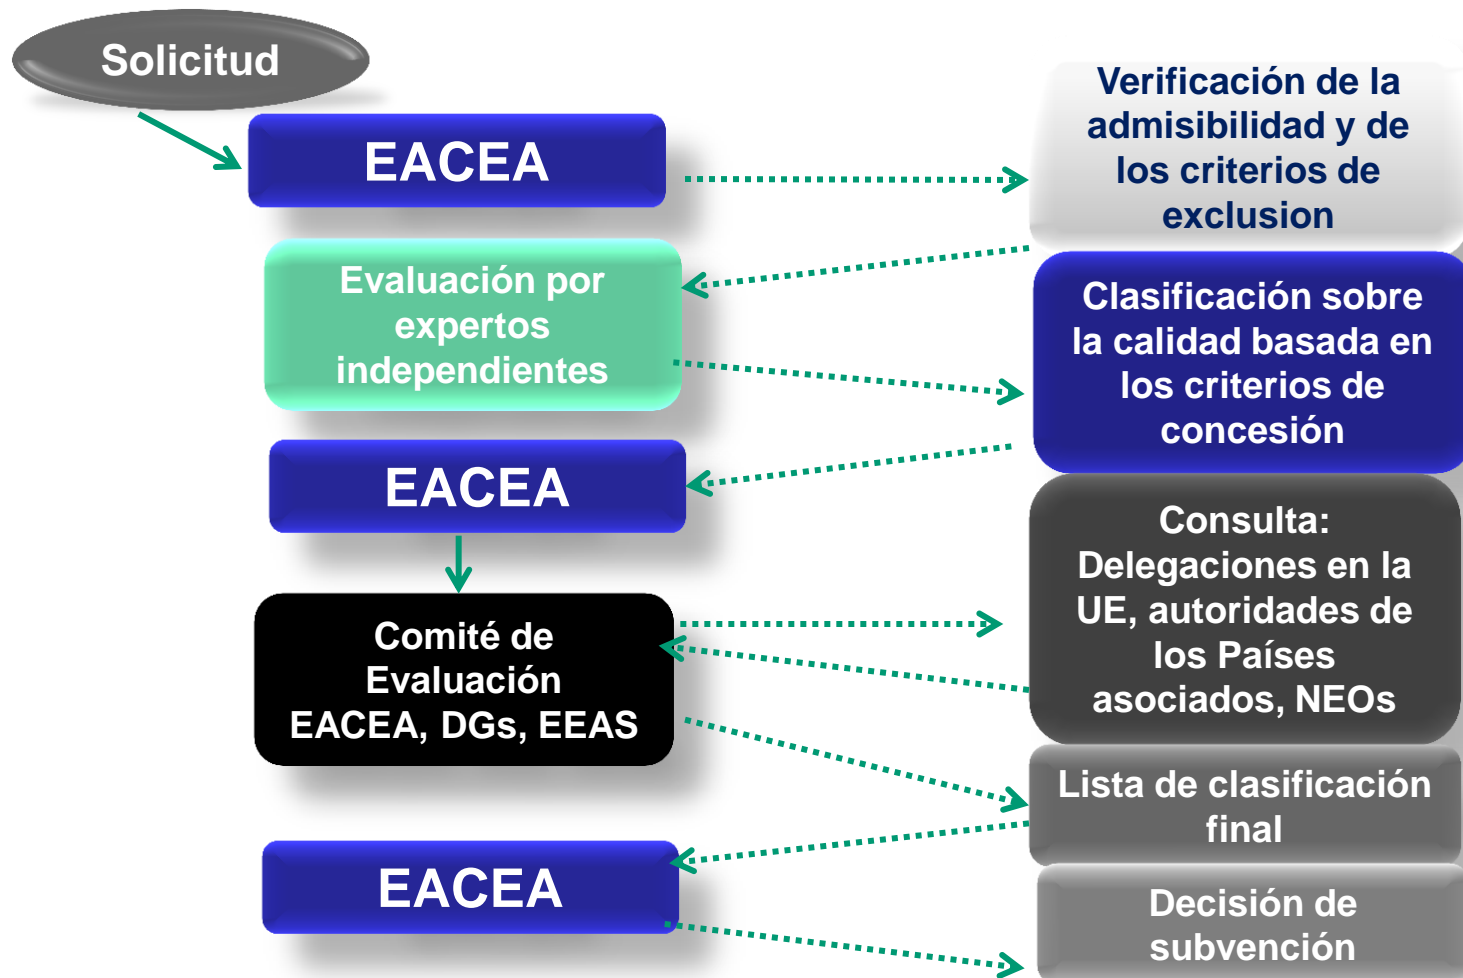 Solicitud
EACEA
Verificación de la
admisibilidad y de
los criterios de
exclusion
Evaluación por
expertos
independientes
Clasificación sobre
la calidad basada en
los criterios de
concesión
EACEA
Consulta:
Delegaciones en la
UE, autoridades de
los Países
asociados, NEOs
Comité de
Evaluación
EACEA, DGs, EEAS
Lista de clasificación
final
EACEA
Decisión de
subvención